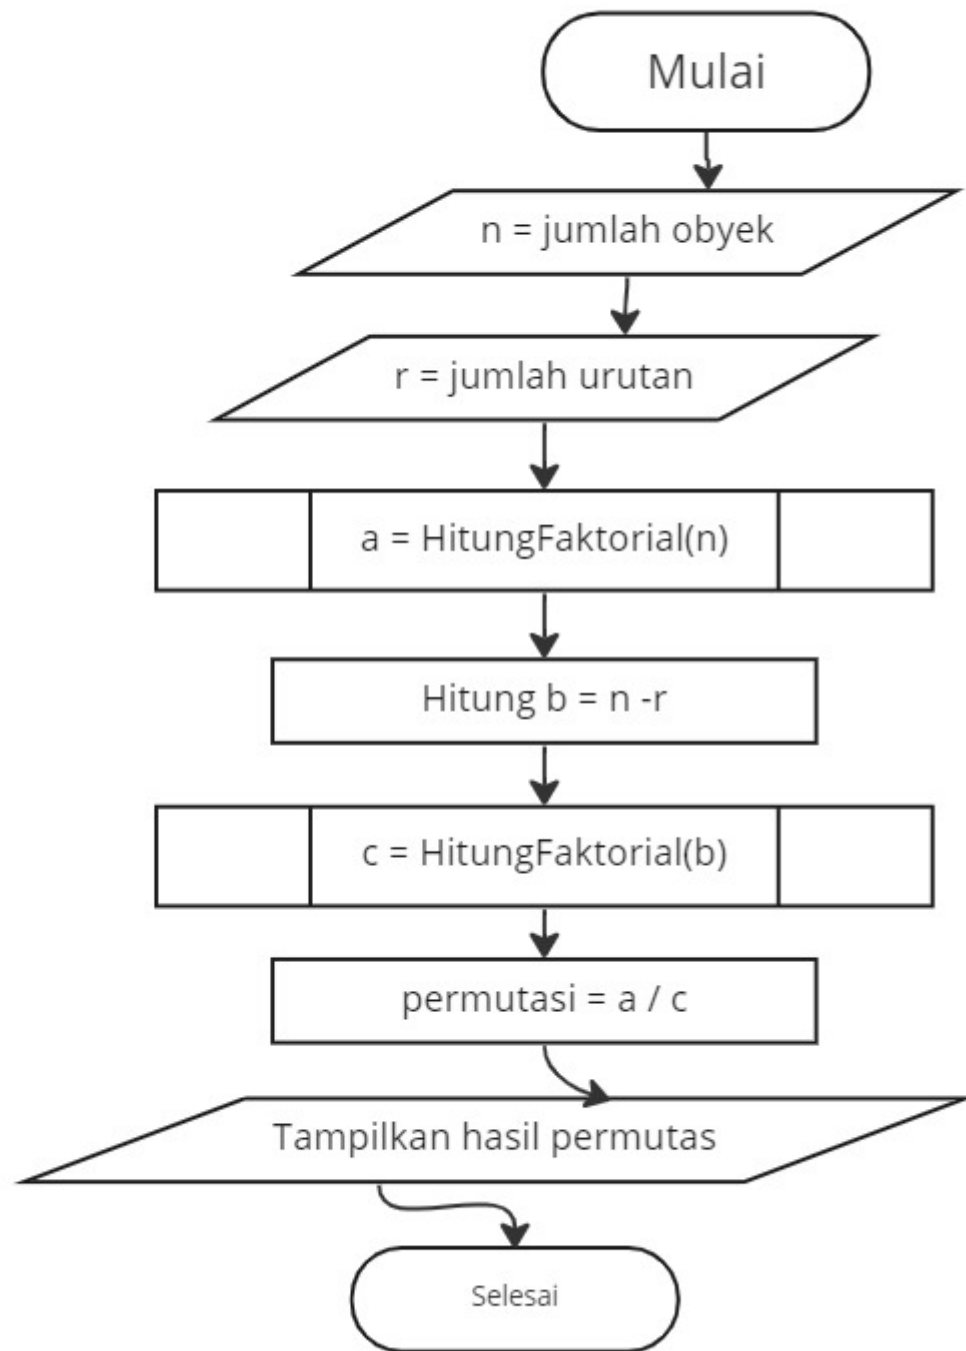 Mulai
n = jumlah obyek
r = jumlah urutan
a = HitungFaktorial(n)
Hitung b = n -r
c = HitungFaktorial(b)
permutasi = a / c
Tampilkan hasil permutas
Selesai